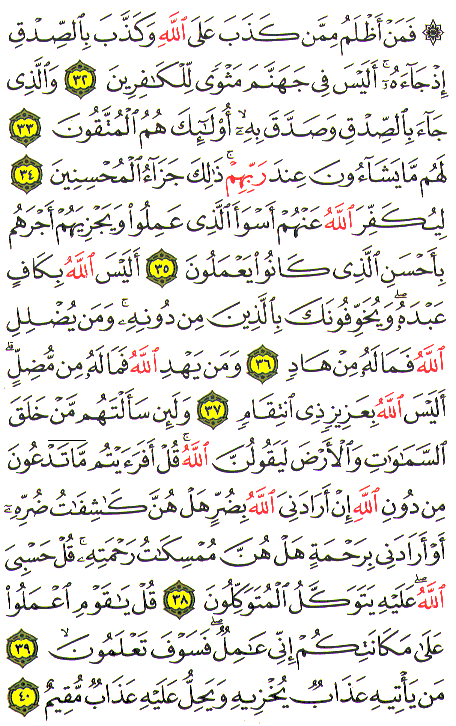 ۞ فَمَنْ أَظْلَمُ مِمَّن كَذَبَ عَلَى ٱللَّهِ وَكَذَّبَ بِٱلصِّدْقِ
إِذْ جَآءَهُۥٓ ۚ أَلَيْسَ فِى جَهَنَّمَ مَثْوًى لِّلْكَـٰفِرِينَ ٣٢ وَٱلَّذِى
جَآءَ بِٱلصِّدْقِ وَصَدَّقَ بِهِۦٓ ۙ أُو۟لَـٰٓئِكَ هُمُ ٱلْمُتَّقُونَ ٣٣
لَهُم مَّا يَشَآءُونَ عِندَ رَبِّهِمْ ۚ ذَٰلِكَ جَزَآءُ ٱلْمُحْسِنِينَ ٣٤
لِيُكَفِّرَ ٱللَّهُ عَنْهُمْ أَسْوَأَ ٱلَّذِى عَمِلُوا۟ وَيَجْزِيَهُمْ أَجْرَهُم
بِأَحْسَنِ ٱلَّذِى كَانُوا۟ يَعْمَلُونَ ٣٥ أَلَيْسَ ٱللَّهُ بِكَافٍ
عَبْدَهُۥ ۖ وَيُخَوِّفُونَكَ بِٱلَّذِينَ مِن دُونِهِۦ ۚ وَمَن يُضْلِلِ
ٱللَّهُ فَمَا لَهُۥ مِنْ هَادٍ ٣٦ وَمَن يَهْدِ ٱللَّهُ فَمَا لَهُۥ مِن مُّضِلٍّ ۗ
أَلَيْسَ ٱللَّهُ بِعَزِيزٍ ذِى ٱنتِقَامٍ ٣٧ وَلَئِن سَأَلْتَهُم مَّنْ خَلَقَ
ٱلسَّمَـٰوَٰتِ وَٱلْأَرْضَ لَيَقُولُنَّ ٱللَّهُ ۚ قُلْ أَفَرَءَيْتُم مَّا تَدْعُونَ
مِن دُونِ ٱللَّهِ إِنْ أَرَادَنِىَ ٱللَّهُ بِضُرٍّ هَلْ هُنَّ كَـٰشِفَـٰتُ ضُرِّهِۦٓ
أَوْ أَرَادَنِى بِرَحْمَةٍ هَلْ هُنَّ مُمْسِكَـٰتُ رَحْمَتِهِۦ ۚ قُلْ حَسْبِىَ
ٱللَّهُ ۖ عَلَيْهِ يَتَوَكَّلُ ٱلْمُتَوَكِّلُونَ ٣٨ قُلْ يَـٰقَوْمِ ٱعْمَلُوا۟
عَلَىٰ مَكَانَتِكُمْ إِنِّى عَـٰمِلٌ ۖ فَسَوْفَ تَعْلَمُونَ ۙ ٣٩
مَن يَأْتِيهِ عَذَابٌ يُخْزِيهِ وَيَحِلُّ عَلَيْهِ عَذَابٌ مُّقِيمٌ ٤٠